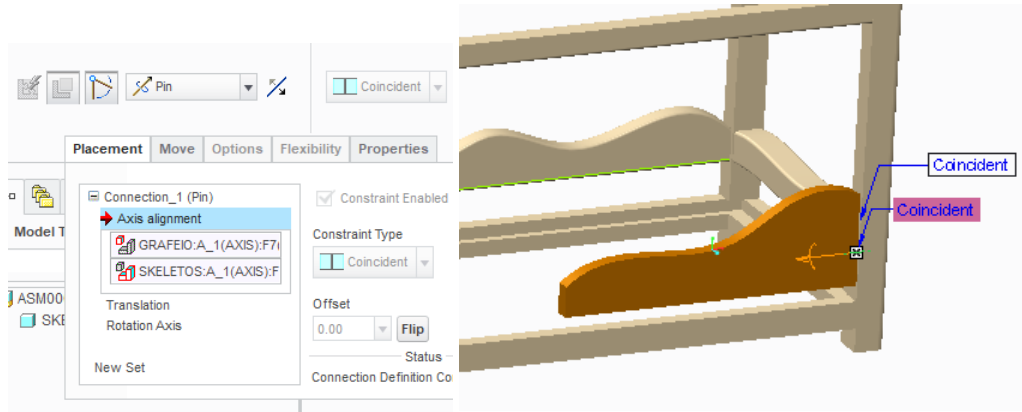 Pin
Coincident
Placement
Move
Options
Flexibility
Properties
Connection_1 (Pin)
Axis alignment
GRAFEIO:A_1(AXIS):F7(
SKELETOS:A_1(AXIS):F
Translation
Rotation Axis
New Set
Constraint Enabled
Constraint Type
Coincident
Offset
0.00
Flip
Status
Connection Definition Co
Model T
ASM00
SKE
Coincident
Coincident